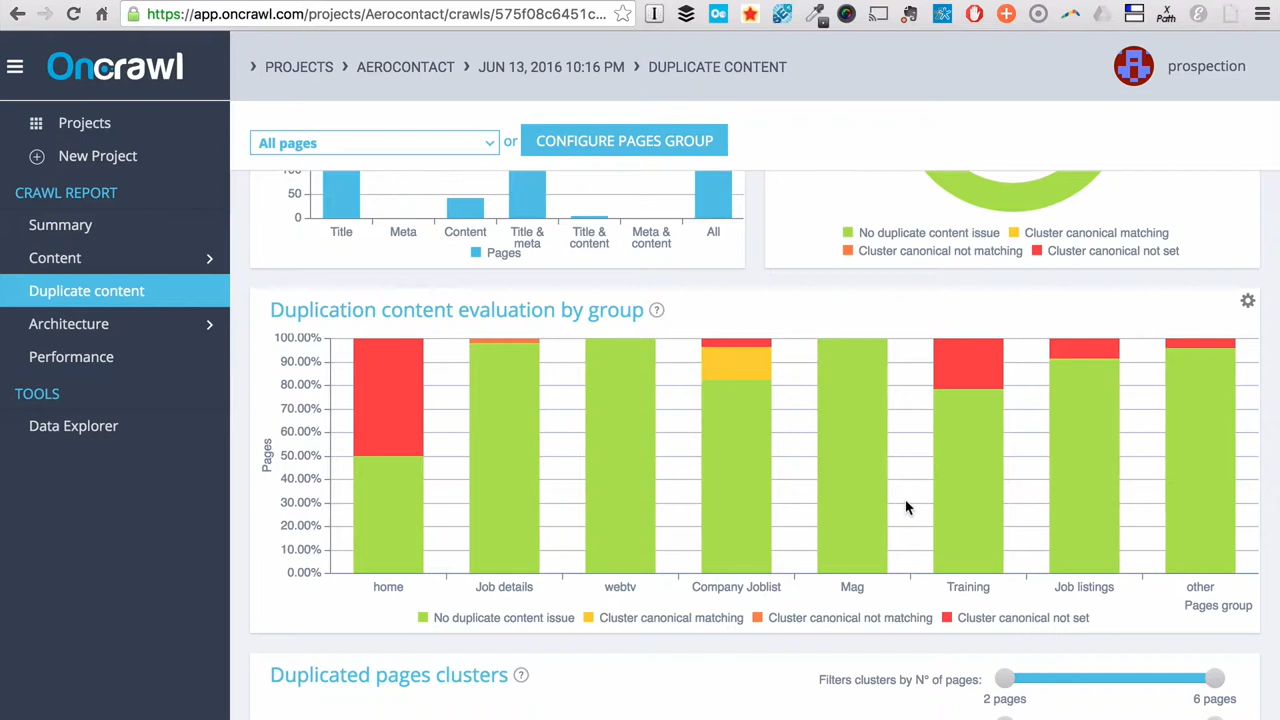 https://app.oncrawl.com/projects/Aerocontact/crawls/575f08c6451c...
X Path
Oncrawl
PROJECTS
AEROCONTACT
JUN 13, 2016 10:16 PM
DUPLICATE CONTENT
prospection
Projects
New Project
CRAWL REPORT
Summary
Content
Duplicate content
Architecture
Performance
TOOLS
Data Explorer
All pages or CONFIGURE PAGES GROUP
100
50
0
Title Meta Content Title & meta Title & content Meta & content All
Pages
No duplicate content issue Cluster canonical matching
Cluster canonical not matching Cluster canonical not set
Duplication content evaluation by group ?
100.00%
90.00%
80.00%
70.00%
60.00%
50.00%
40.00%
30.00%
20.00%
10.00%
0.00%
Pages
home Job details webtv Company Joblist Mag Training Job listings other
Pages group
No duplicate content issue Cluster canonical matching Cluster canonical not matching Cluster canonical not set
Duplicated pages clusters ?
Filters clusters by N° of pages:
2 pages 6 pages